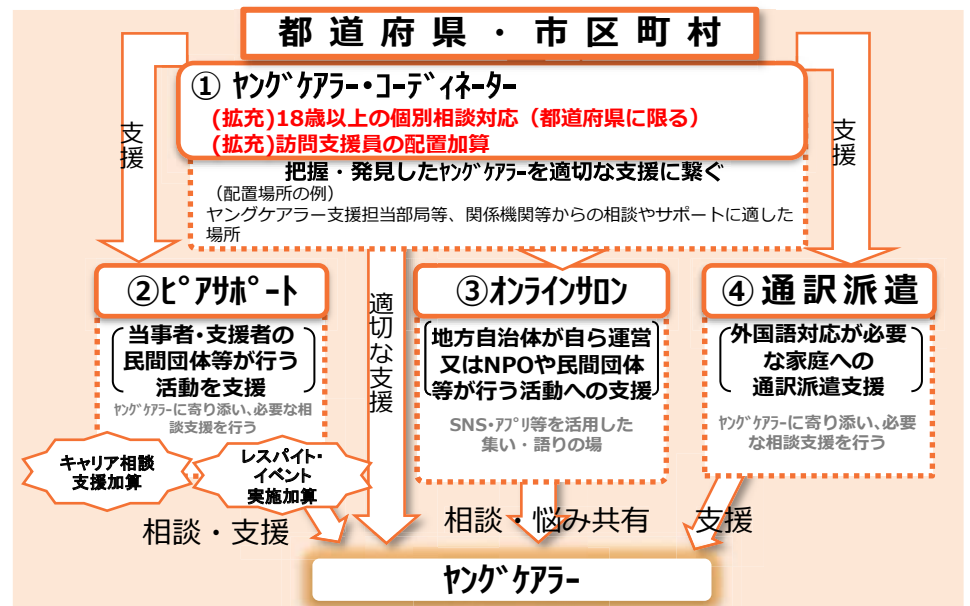 都道府県・市区町村
① ﾔﾝｸﾞｹｱﾗｰ・ｺｰﾃﾞｨﾈｰﾀｰ
(拡充)18歳以上の個別相談対応（都道府県に限る）
(拡充)訪問支援員の配置加算
把握・発見したﾔﾝｸﾞｹｱﾗｰを適切な支援に繋ぐ
（配置場所の例）
ヤングケアラー支援担当部局等、関係機関等からの相談やサポートに適した
場所
支援
支援
適切な支援
②ﾋﾟｱｻﾎﾟｰﾄ
当事者・支援者の
民間団体等が行う
活動を支援
ﾔﾝｸﾞｹｱﾗｰに寄り添い、必要な相
談支援を行う
キャリア相談
支援加算
レスパイト・
イベント
実施加算
相談・支援
③ｵﾝﾗｲﾝｻﾛﾝ
地方自治体が自ら運営
又はNPOや民間団体
等が行う活動への支援
SNS・ｱﾌﾟﾘ等を活用した
集い・語りの場
相談・悩み共有
④通訳派遣
外国語対応が必要
な家庭への
通訳派遣支援
ﾔﾝｸﾞｹｱﾗｰに寄り添い、必要
な相談支援を行う
支援
ﾔﾝｸﾞｹｱﾗｰ